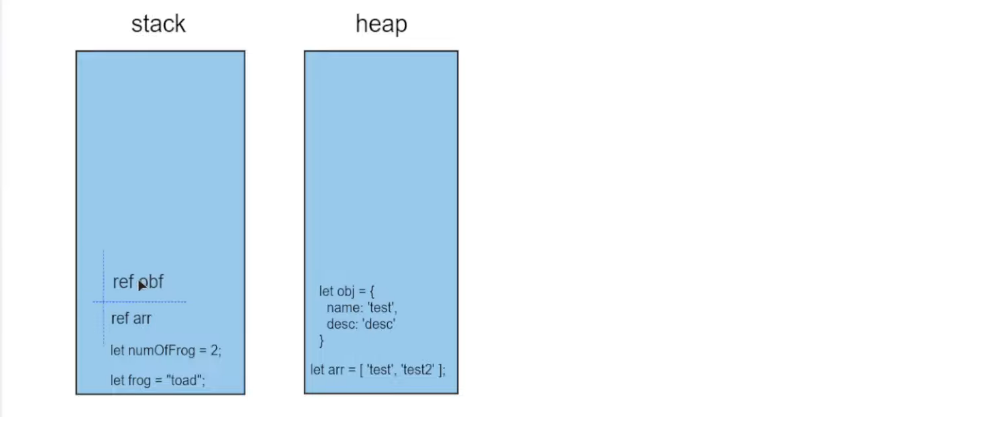 stack
ref obf
ref arr
let numOfFrog = 2;
let frog = "toad";
heap
let obj = {
name: 'test',
desc: 'desc'
}
let arr = [ 'test', 'test2' ];